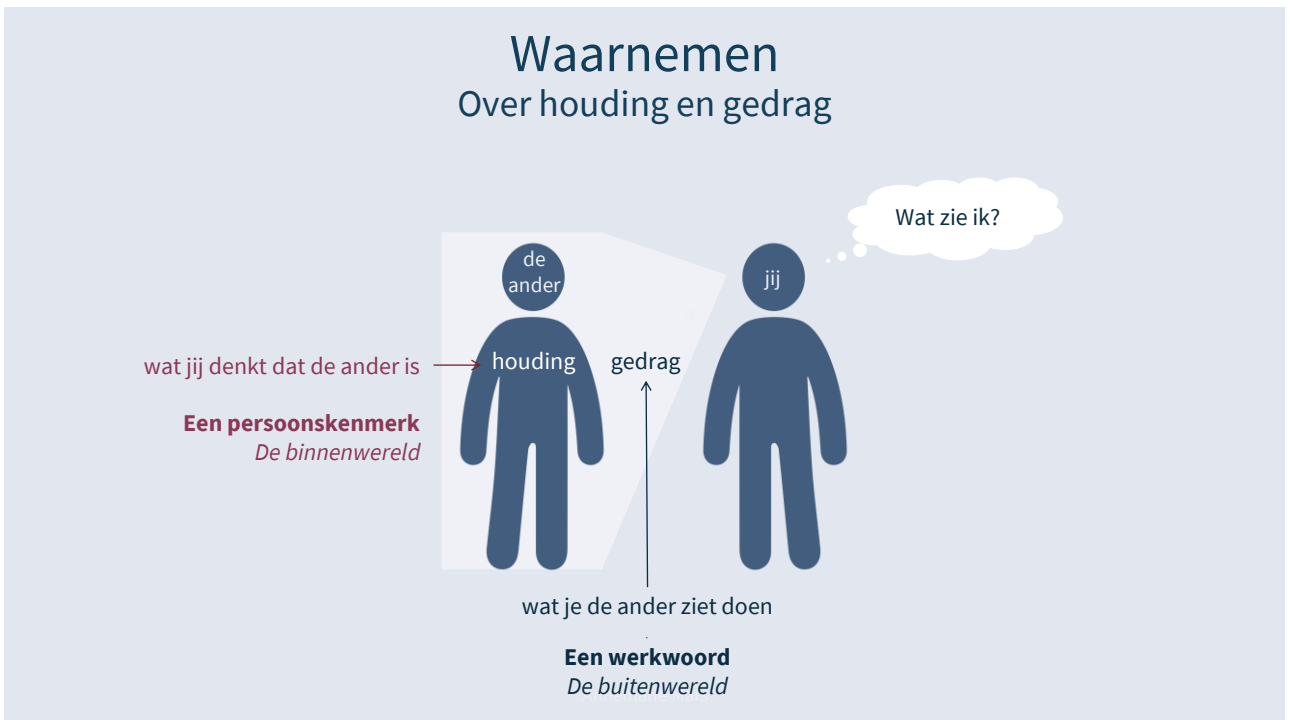 Waarnemen
Over houding en gedrag
Wat zie ik?
de
ander
jij
wat jij denkt dat de ander is
houding
gedrag
Een persoonskenmerk
De binnenwereld
wat je de ander ziet doen
Een werkwoord
De buitenwereld